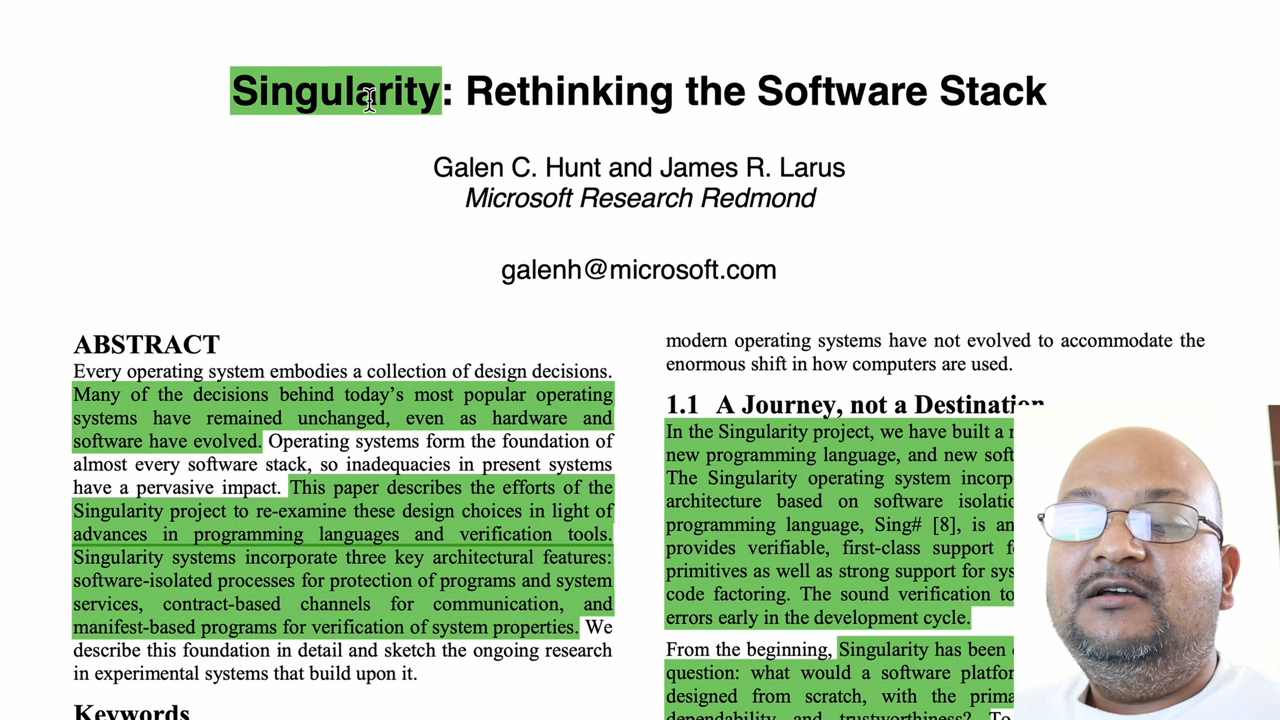 Singularity: Rethinking the Software Stack
Galen C. Hunt and James R. Larus
Microsoft Research Redmond
galenh@microsoft.com
ABSTRACT
Every operating system embodies a collection of design decisions.
Many of the decisions behind today's most popular operating
systems have remained unchanged, even as hardware and
software have evolved. Operating systems form the foundation of
almost every software stack, so inadequacies in present systems
have a pervasive impact. This paper describes the efforts of the
Singularity project to re-examine these design choices in light of
advances in programming languages and verification tools.
Singularity systems incorporate three key architectural features:
software-isolated processes for protection of programs and system
services, contract-based channels for communication, and
manifest-based programs for verification of system properties. We
describe this foundation in detail and sketch the ongoing research
in experimental systems that build upon it.
Keywords
modern operating systems have not evolved to accommodate the
enormous shift in how computers are used.
1.1 A Journey, not a Destination
In the Singularity project, we have built a
new programming language, and new
The Singularity operating system
architecture based on software
programming language, Sing# [8], is
provides verifiable, first-class support
primitives as well as strong support for
code factoring. The sound verification
errors early in the development cycle.
From the beginning, Singularity has been
question: what would a software
designed from scratch, with the
dependability and trustworthiness? To